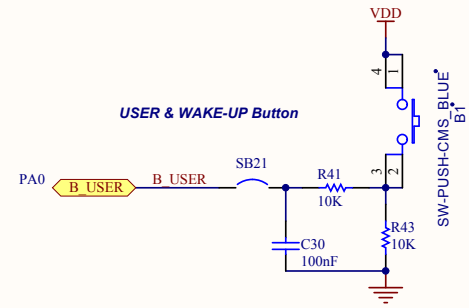 VDD
4
1
USER & WAKE-UP Button
SW-PUSH-CMS_BLUE
B1
3
2
PA0
B_USER
B_USER
SB21
R41
10K
R43
10K
C30
100nF